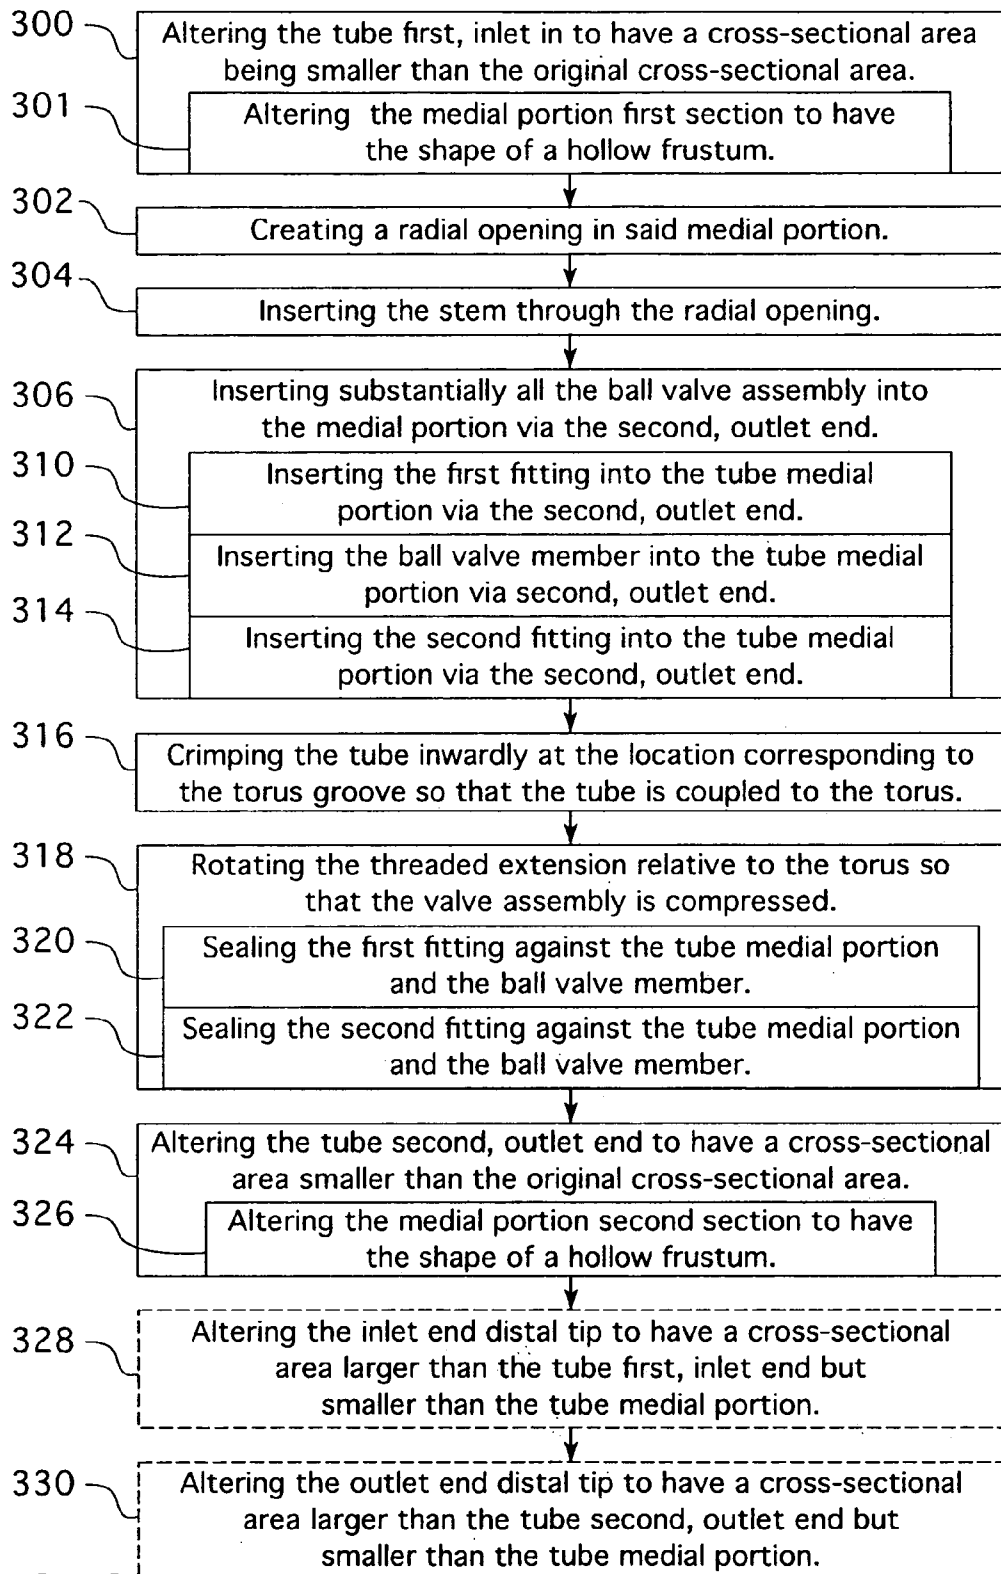 300
Altering the tube first, inlet in to have a cross-sectional area
being smaller than the original cross-sectional area.
301
Altering the medial portion first section to have
the shape of a hollow frustum.
302
Creating a radial opening in said medial portion.
304
Inserting the stem through the radial opening.
306
Inserting substantially all the ball valve assembly into
the medial portion via the second, outlet end.
310
Inserting the first fitting into the tube medial
portion via the second, outlet end.
312
Inserting the ball valve member into the tube medial
portion via second, outlet end.
314
Inserting the second fitting into the tube medial
portion via the second, outlet end.
316
Crimping the tube inwardly at the location corresponding to
the torus groove so that the tube is coupled to the torus.
318
Rotating the threaded extension relative to the torus so
that the valve assembly is compressed.
320
Sealing the first fitting against the tube medial portion
and the ball valve member.
322
Sealing the second fitting against the tube medial portion
and the ball valve member.
324
Altering the tube second, outlet end to have a cross-sectional
area smaller than the original cross-sectional area.
326
Altering the medial portion second section to have
the shape of a hollow frustum.
328
Altering the inlet end distal tip to have a cross-sectional
area larger than the tube first, inlet end but
smaller than the tube medial portion.
330
Altering the outlet end distal tip to have a cross-sectional
area larger than the tube second, outlet end but
smaller than the tube medial portion.